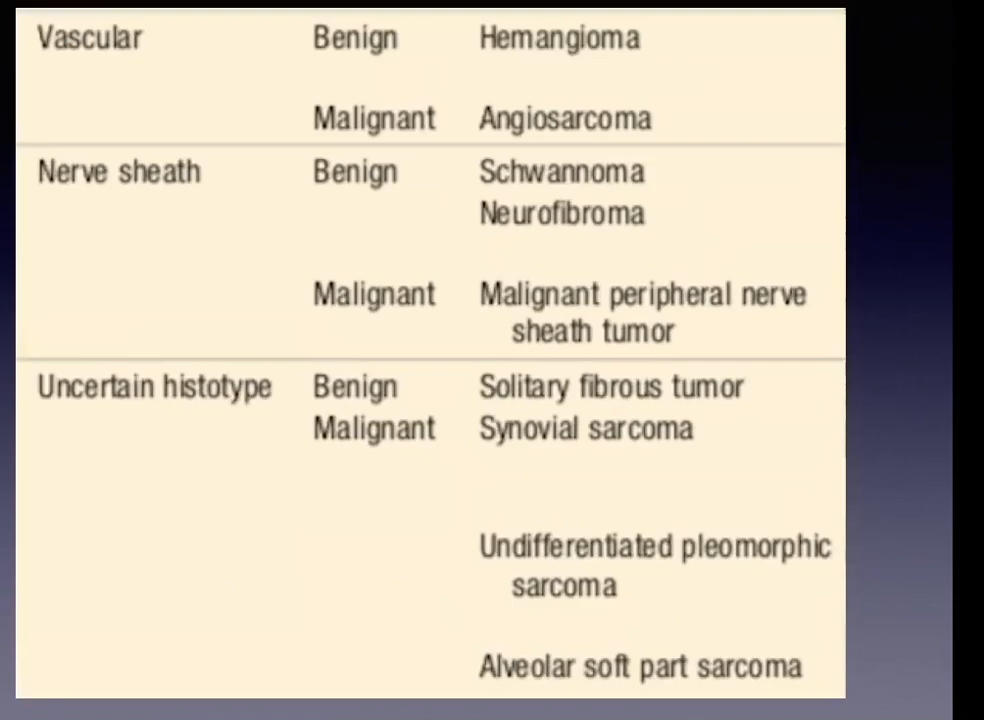 Vascular Benign Hemangioma
Malignant Angiosarcoma
Nerve sheath Benign Schwannoma
Neurofibroma
Malignant Malignant peripheral nerve
sheath tumor
Uncertain histotype Benign Solitary fibrous tumor
Malignant Synovial sarcoma
Undifferentiated pleomorphic
sarcoma
Alveolar soft part sarcoma